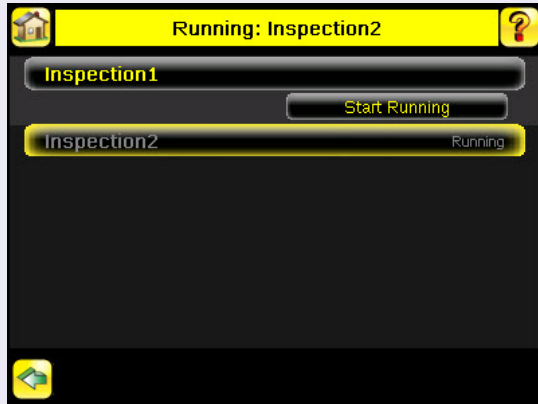 Running: Inspection2
?
Inspection1
Start Running
Inspection2 Running